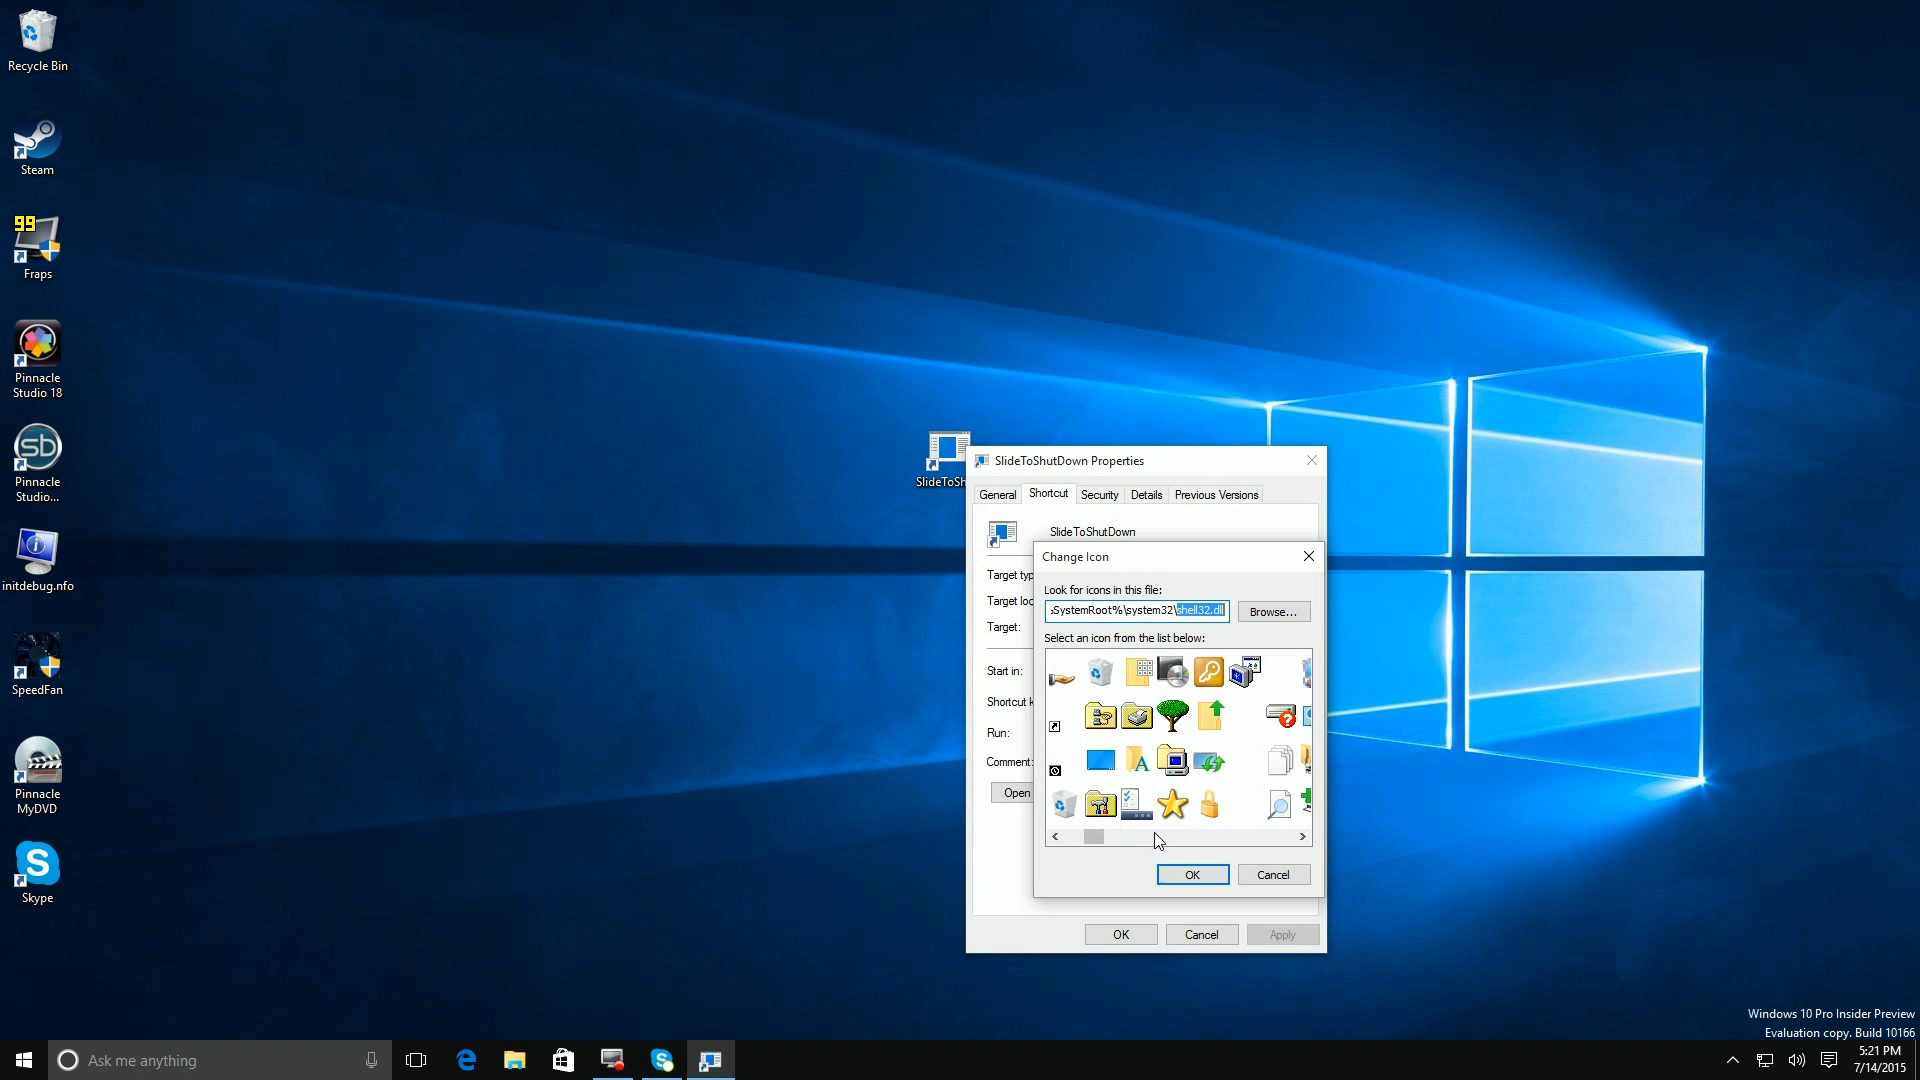 Recycle Bin
Steam
99
Fraps
Pinnacle
Studio 18
sb
Pinnacle
Studio...
initdebug.nfo
SpeedFan
Pinnacle
MyDVD
S
Skype
SlideToSh
SlideToShutDown Properties
General
Shortcut
Security
Details
Previous Versions
SlideToShutDown
Target typ
Target loc
Target:
Start in:
Shortcut k
Run:
Comment:
Open
Change Icon
Look for icons in this file:
SystemRoot%\system32\shell32.dll
Browse...
Select an icon from the list below:
OK
Cancel
OK
Cancel
Apply
Windows 10 Pro Insider Preview
Evaluation copy. Build 10166
Ask me anything
5:21 PM
7/14/2015